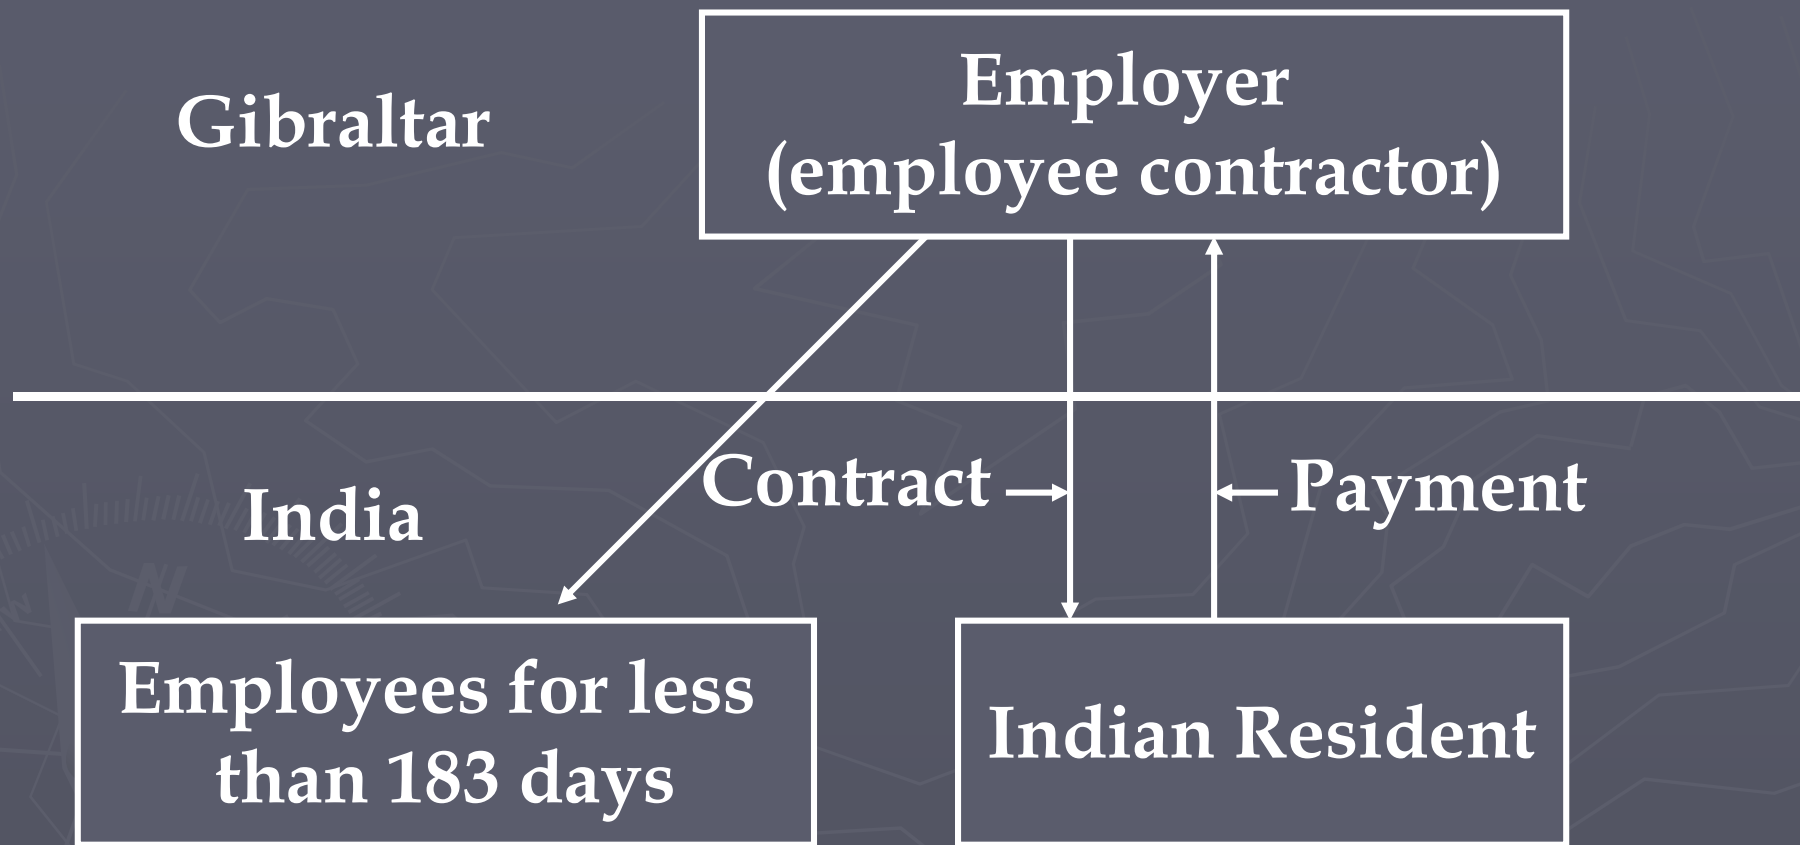 Gibraltar
Employer
(employee contractor)
India
Contract
Payment
Employees for less
than 183 days
Indian Resident
N
W